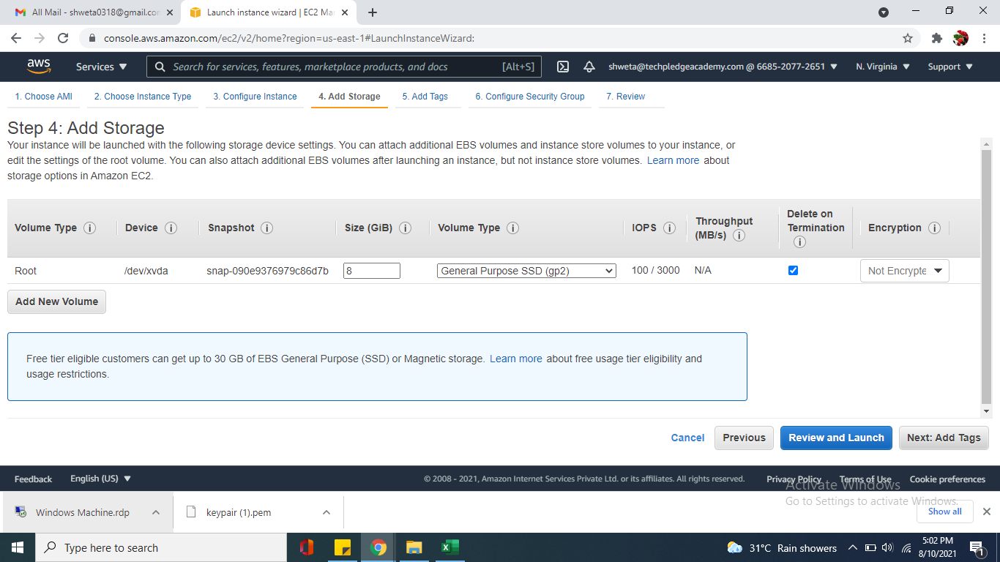 All Mail - shweta0318@gmail.cor
Launch instance wizard | EC2 Mar
console.aws.amazon.com/ec2/v2/home?region=us-east-1#LaunchInstanceWizard:
aws
Services
Search for services, features, marketplace products, and docs
[Alt+S]
shweta@techpledgeacademy.com @ 6685-2077-2651
N. Virginia
Support
1. Choose AMI
2. Choose Instance Type
3. Configure Instance
4. Add Storage
5. Add Tags
6. Configure Security Group
7. Review
Step 4: Add Storage
Your instance will be launched with the following storage device settings. You can attach additional EBS volumes and instance store volumes to your instance, or
edit the settings of the root volume. You can also attach additional EBS volumes after launching an instance, but not instance store volumes. Learn more about
storage options in Amazon EC2.
Volume Type
Device
Snapshot
Size (GiB)
Volume Type
IOPS
Throughput
(MB/s)
Delete on
Termination
Encryption
Root
/dev/xvda
snap-090e9376979c86d7b
8
General Purpose SSD (gp2)
100 / 3000
N/A
Not Encrypte
Add New Volume
Free tier eligible customers can get up to 30 GB of EBS General Purpose (SSD) or Magnetic storage. Learn more about free usage tier eligibility and
usage restrictions.
Cancel
Previous
Review and Launch
Next: Add Tags
Feedback
English (US)
© 2008 - 2021, Amazon Internet Services Private Ltd. or its affiliates. All rights reserved.
Privacy Policy
Terms of Use
Cookie preferences
Activate Windows
Go to Settings to activate Windows.
Windows Machine.rdp
keypair (1).pem
Show all
Type here to search
31°C Rain showers
5:02 PM
8/10/2021
1